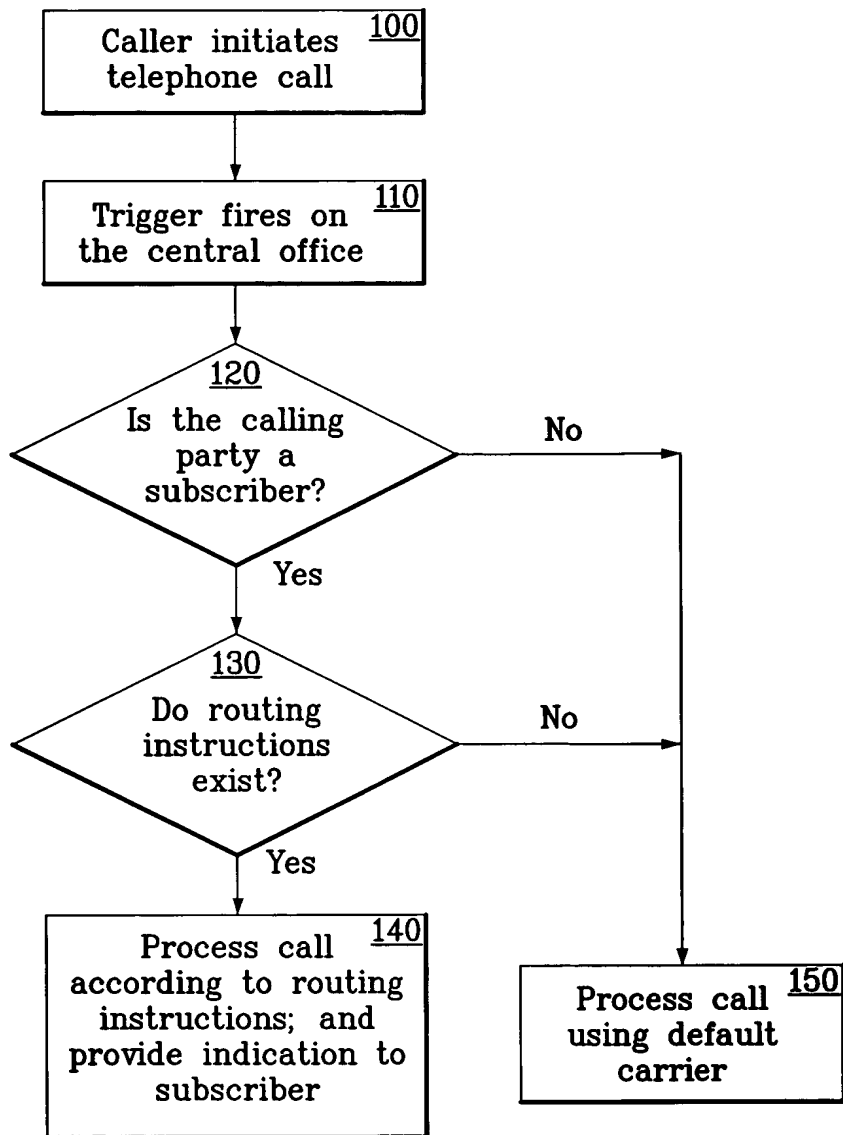 100
Caller initiates
telephone call
110
Trigger fires on
the central office
120
Is the calling
party a
subscriber?
No
Yes
130
Do routing
instructions
exist?
No
Yes
140
Process call
according to routing
instructions; and
provide indication to
subscriber
150
Process call
using default
carrier